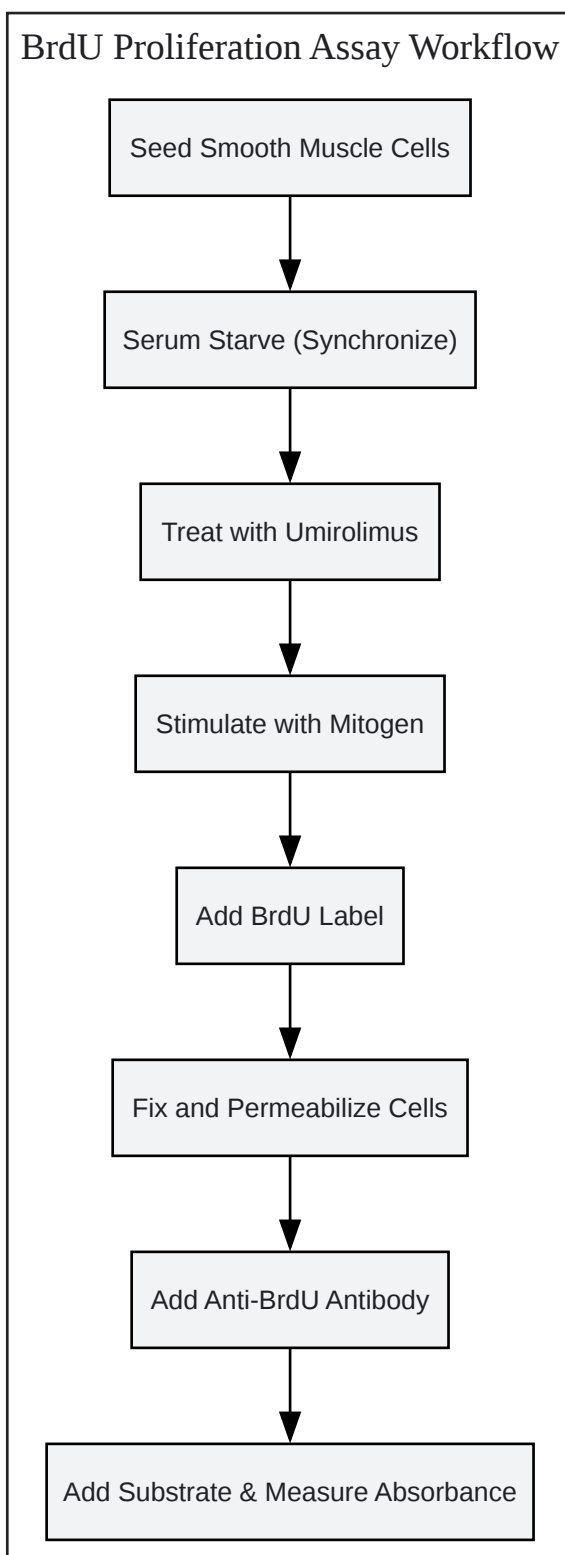 BrdU Proliferation Assay Workflow
Seed Smooth Muscle Cells
Serum Starve (Synchronize)
Treat with Umirolimus
Stimulate with Mitogen
Add BrdU Label
Fix and Permeabilize Cells
Add Anti-BrdU Antibody
Add Substrate & Measure Absorbance